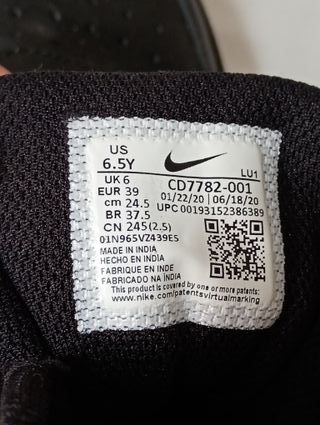 US
6.5Y
LU1
UK 6
CD7782-001
EUR 39
01/22/20 | 06/18/20
cm 24.5
UPC 00193152386389
BR 37.5
CN 245(2.5)
01N965VZ439E5
MADE IN INDIA
HECHO EN INDIA
FABRIQUE EN INDE
FABRICADO NA ÍNDIA
This product is covered by one or more patents. See
www.nike.com/patentsvirtualmarking